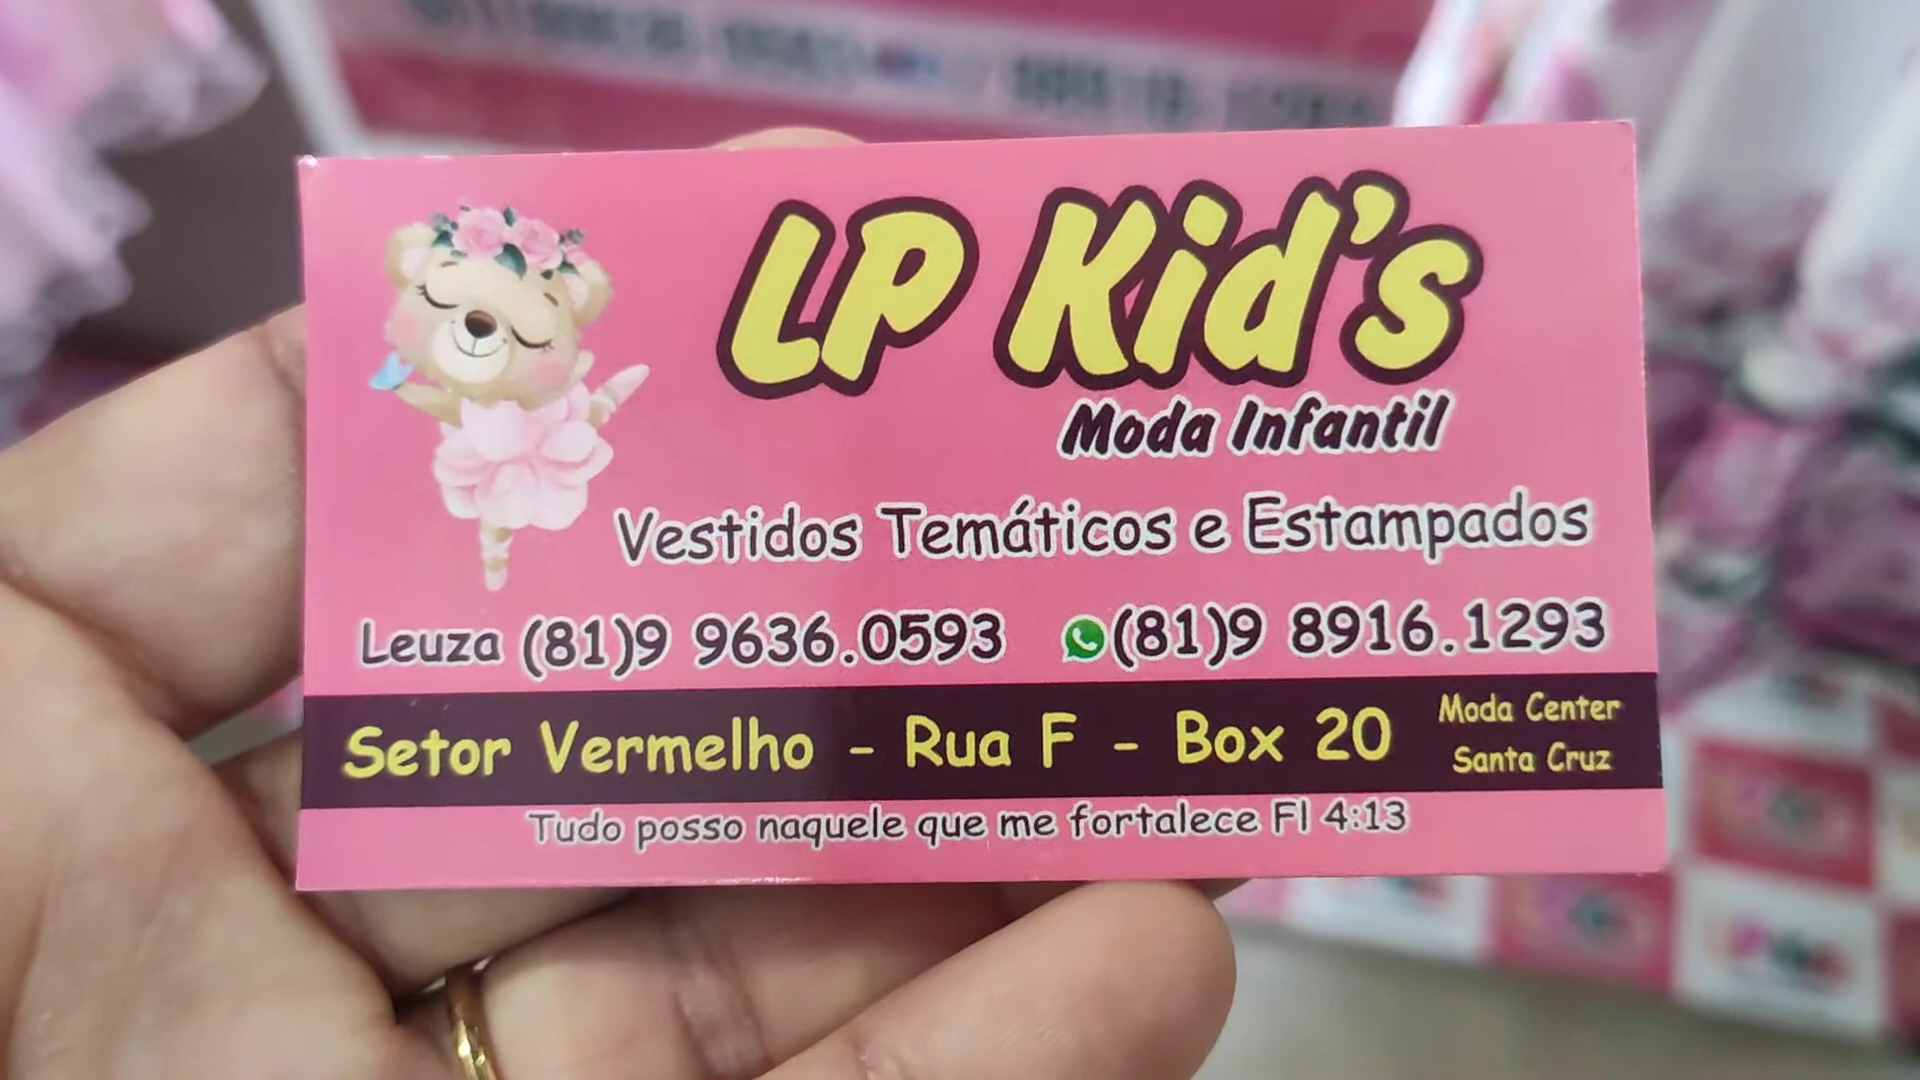 LP Kid's
Moda Infantil
Vestidos Temáticos e Estampados
Leuza (81)9 9636.0593 (81)9 8916.1293
Setor Vermelho - Rua F - Box 20
Moda Center
Santa Cruz
Tudo posso naquele que me fortalece Fl 4:13